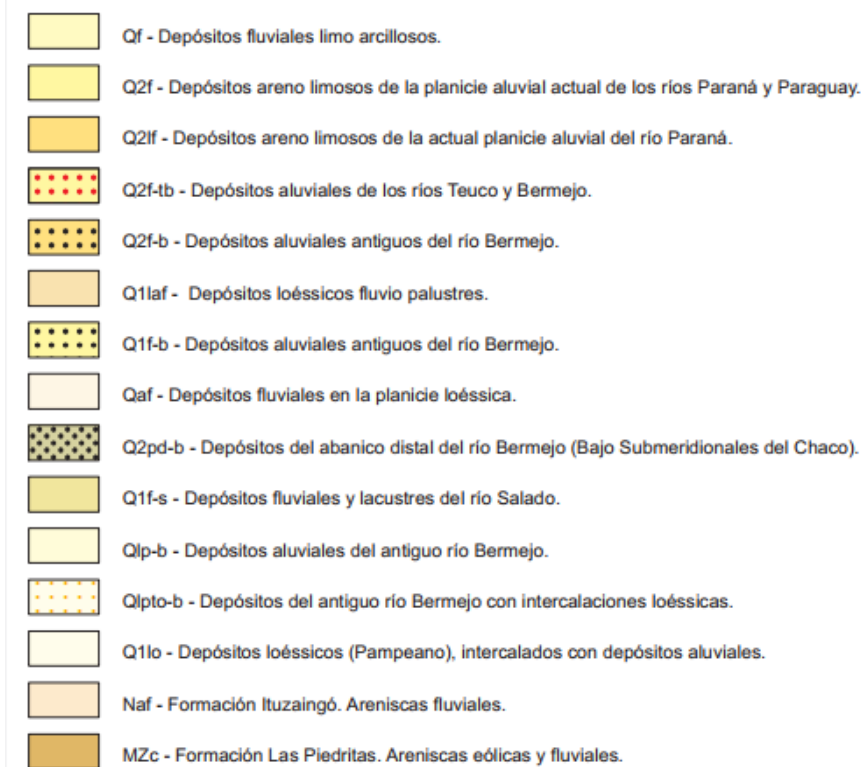 Qf - Depósitos fluviales limo arcillosos.
Q2f - Depósitos areno limosos de la planicie aluvial actual de los ríos Paraná y Paraguay.
Q2lf - Depósitos areno limosos de la actual planicie aluvial del río Paraná.
Q2f-tb - Depósitos aluviales de los ríos Teuco y Bermejo.
Q2f-b - Depósitos aluviales antiguos del río Bermejo.
Q1laf - Depósitos loéssicos fluvio palustres.
Q1f-b - Depósitos aluviales antiguos del río Bermejo.
Qaf - Depósitos fluviales en la planicie loéssica.
Q2pd-b - Depósitos del abanico distal del río Bermejo (Bajo Submeridionales del Chaco).
Q1f-s - Depósitos fluviales y lacustres del río Salado.
Qlp-b - Depósitos aluviales del antiguo río Bermejo.
Qlpto-b - Depósitos del antiguo río Bermejo con intercalaciones loéssicas.
Q1lo - Depósitos loéssicos (Pampeano), intercalados con depósitos aluviales.
Naf - Formación Ituzaingó. Areniscas fluviales.
MZc - Formación Las Piedritas. Areniscas eólicas y fluviales.